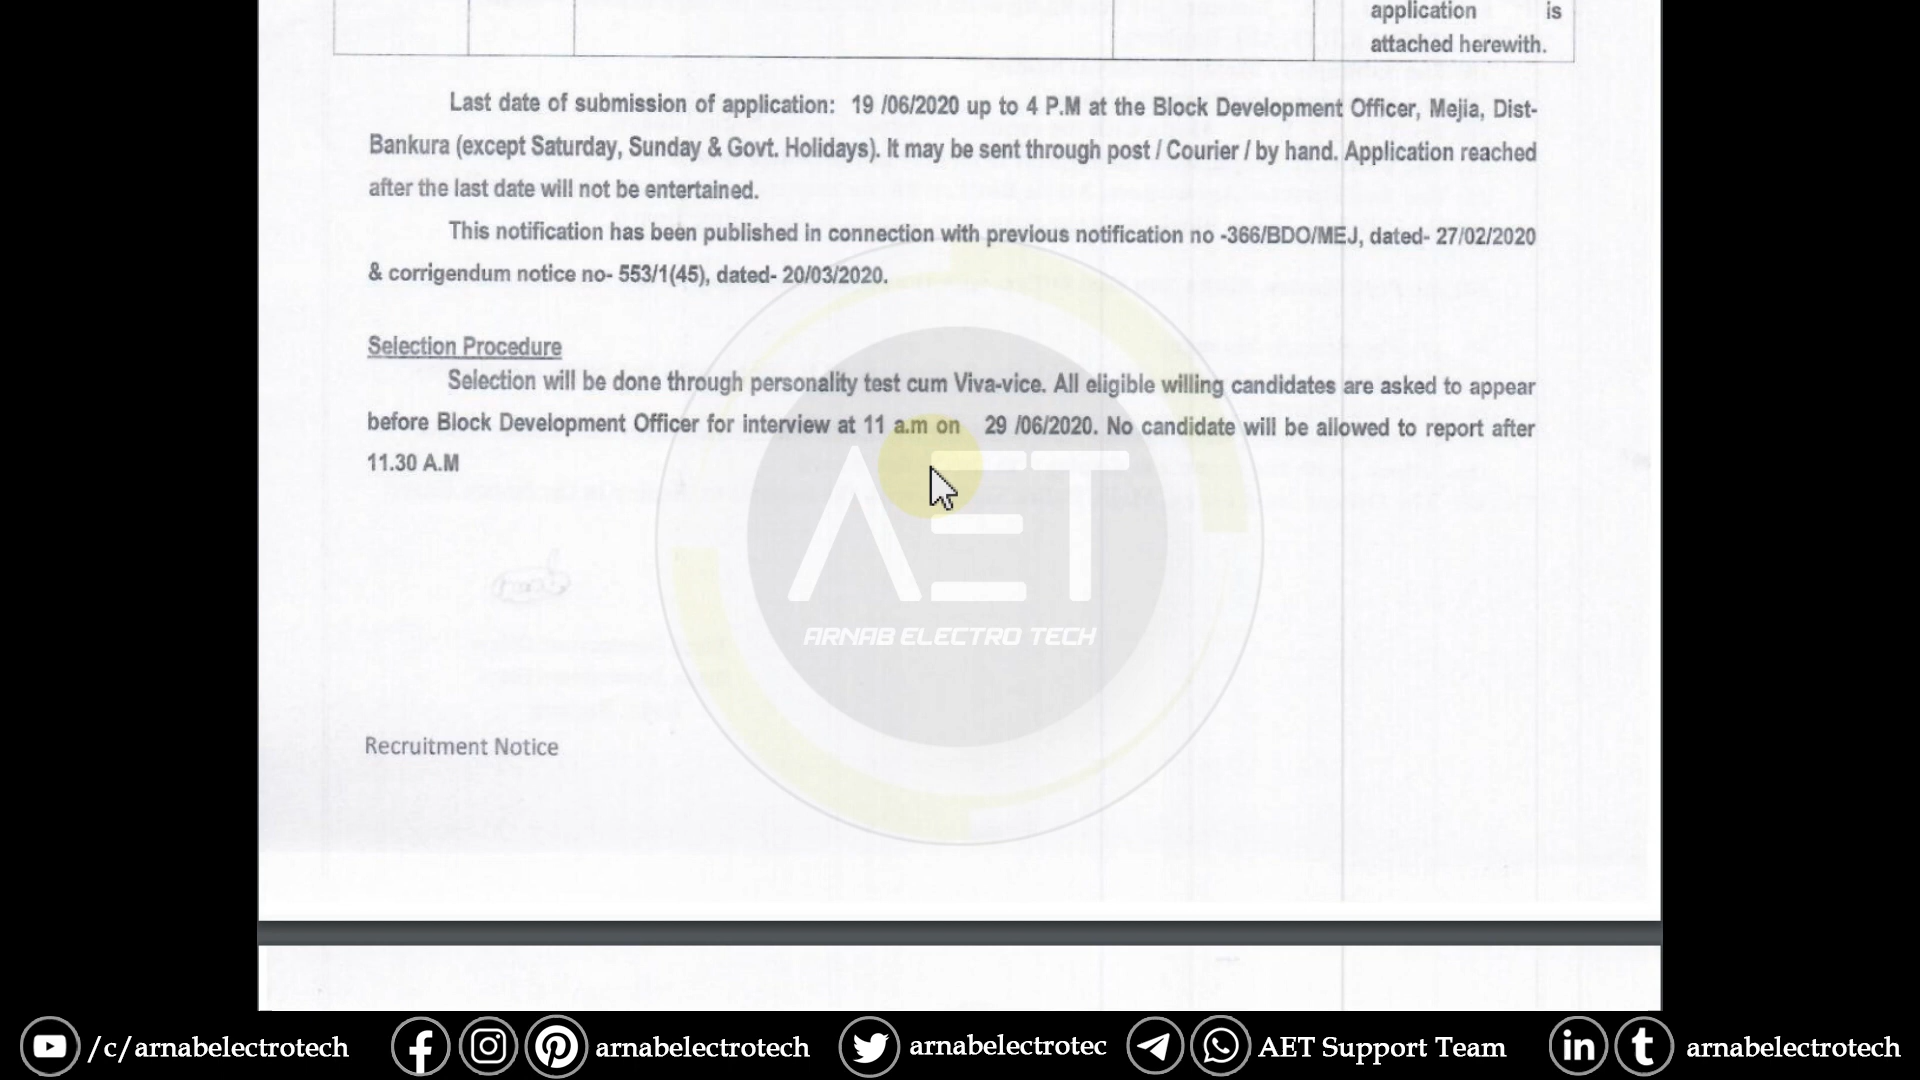 application is
attached herewith.
Last date of submission of application: 19 /06/2020 up to 4 P.M at the Block Development Officer, Mejia, Dist-
Bankura (except Saturday, Sunday & Govt. Holidays). It may be sent through post / Courier / by hand. Application reached
after the last date will not be entertained.
This notification has been published in connection with previous notification no -366/BDO/MEJ, dated- 27/02/2020
& corrigendum notice no- 553/1(45), dated- 20/03/2020.
Selection Procedure
Selection will be done through personality test cum Viva-vice. All eligible willing candidates are asked to appear
before Block Development Officer for interview at 11 a.m on 29 /06/2020. No candidate will be allowed to report after
11.30 A.M
AET
ARNAB ELECTRO TECH
Recruitment Notice
/c/arnabelectrotech arnabelectrotech arnabelectrotec AET Support Team arnabelectrotech